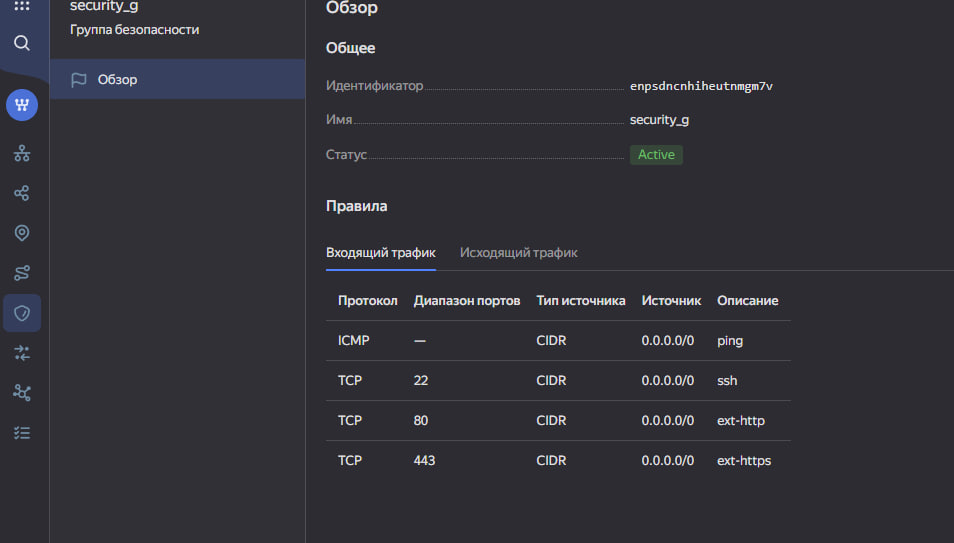 security_g
Группа безопасности
Обзор
Обзор
Общее
Идентификатор enpsdncnhiheutnmgm7v
Имя security_g
Статус Active
Правила
Входящий трафик Исходящий трафик
Протокол Диапазон портов Тип источника Источник Описание
ICMP — CIDR 0.0.0.0/0 ping
TCP 22 CIDR 0.0.0.0/0 ssh
TCP 80 CIDR 0.0.0.0/0 ext-http
TCP 443 CIDR 0.0.0.0/0 ext-https